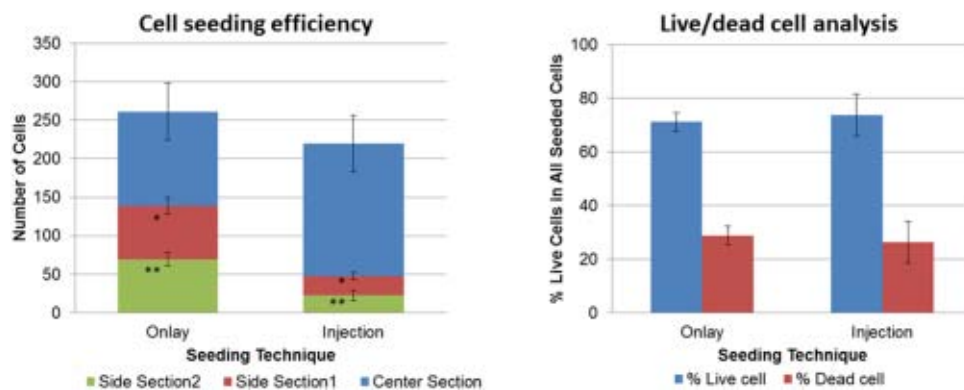 Cell seeding efficiency
350
300
250
200
150
100
50
0
Number of Cells
*
**
*
**
Onlay
Injection
Seeding Technique
Side Section2
Side Section1
Center Section
Live/dead cell analysis
100
80
60
40
20
0
% Live Cells in All Seeded Cells
Onlay
Injection
Seeding Technique
% Live cell
% Dead cell